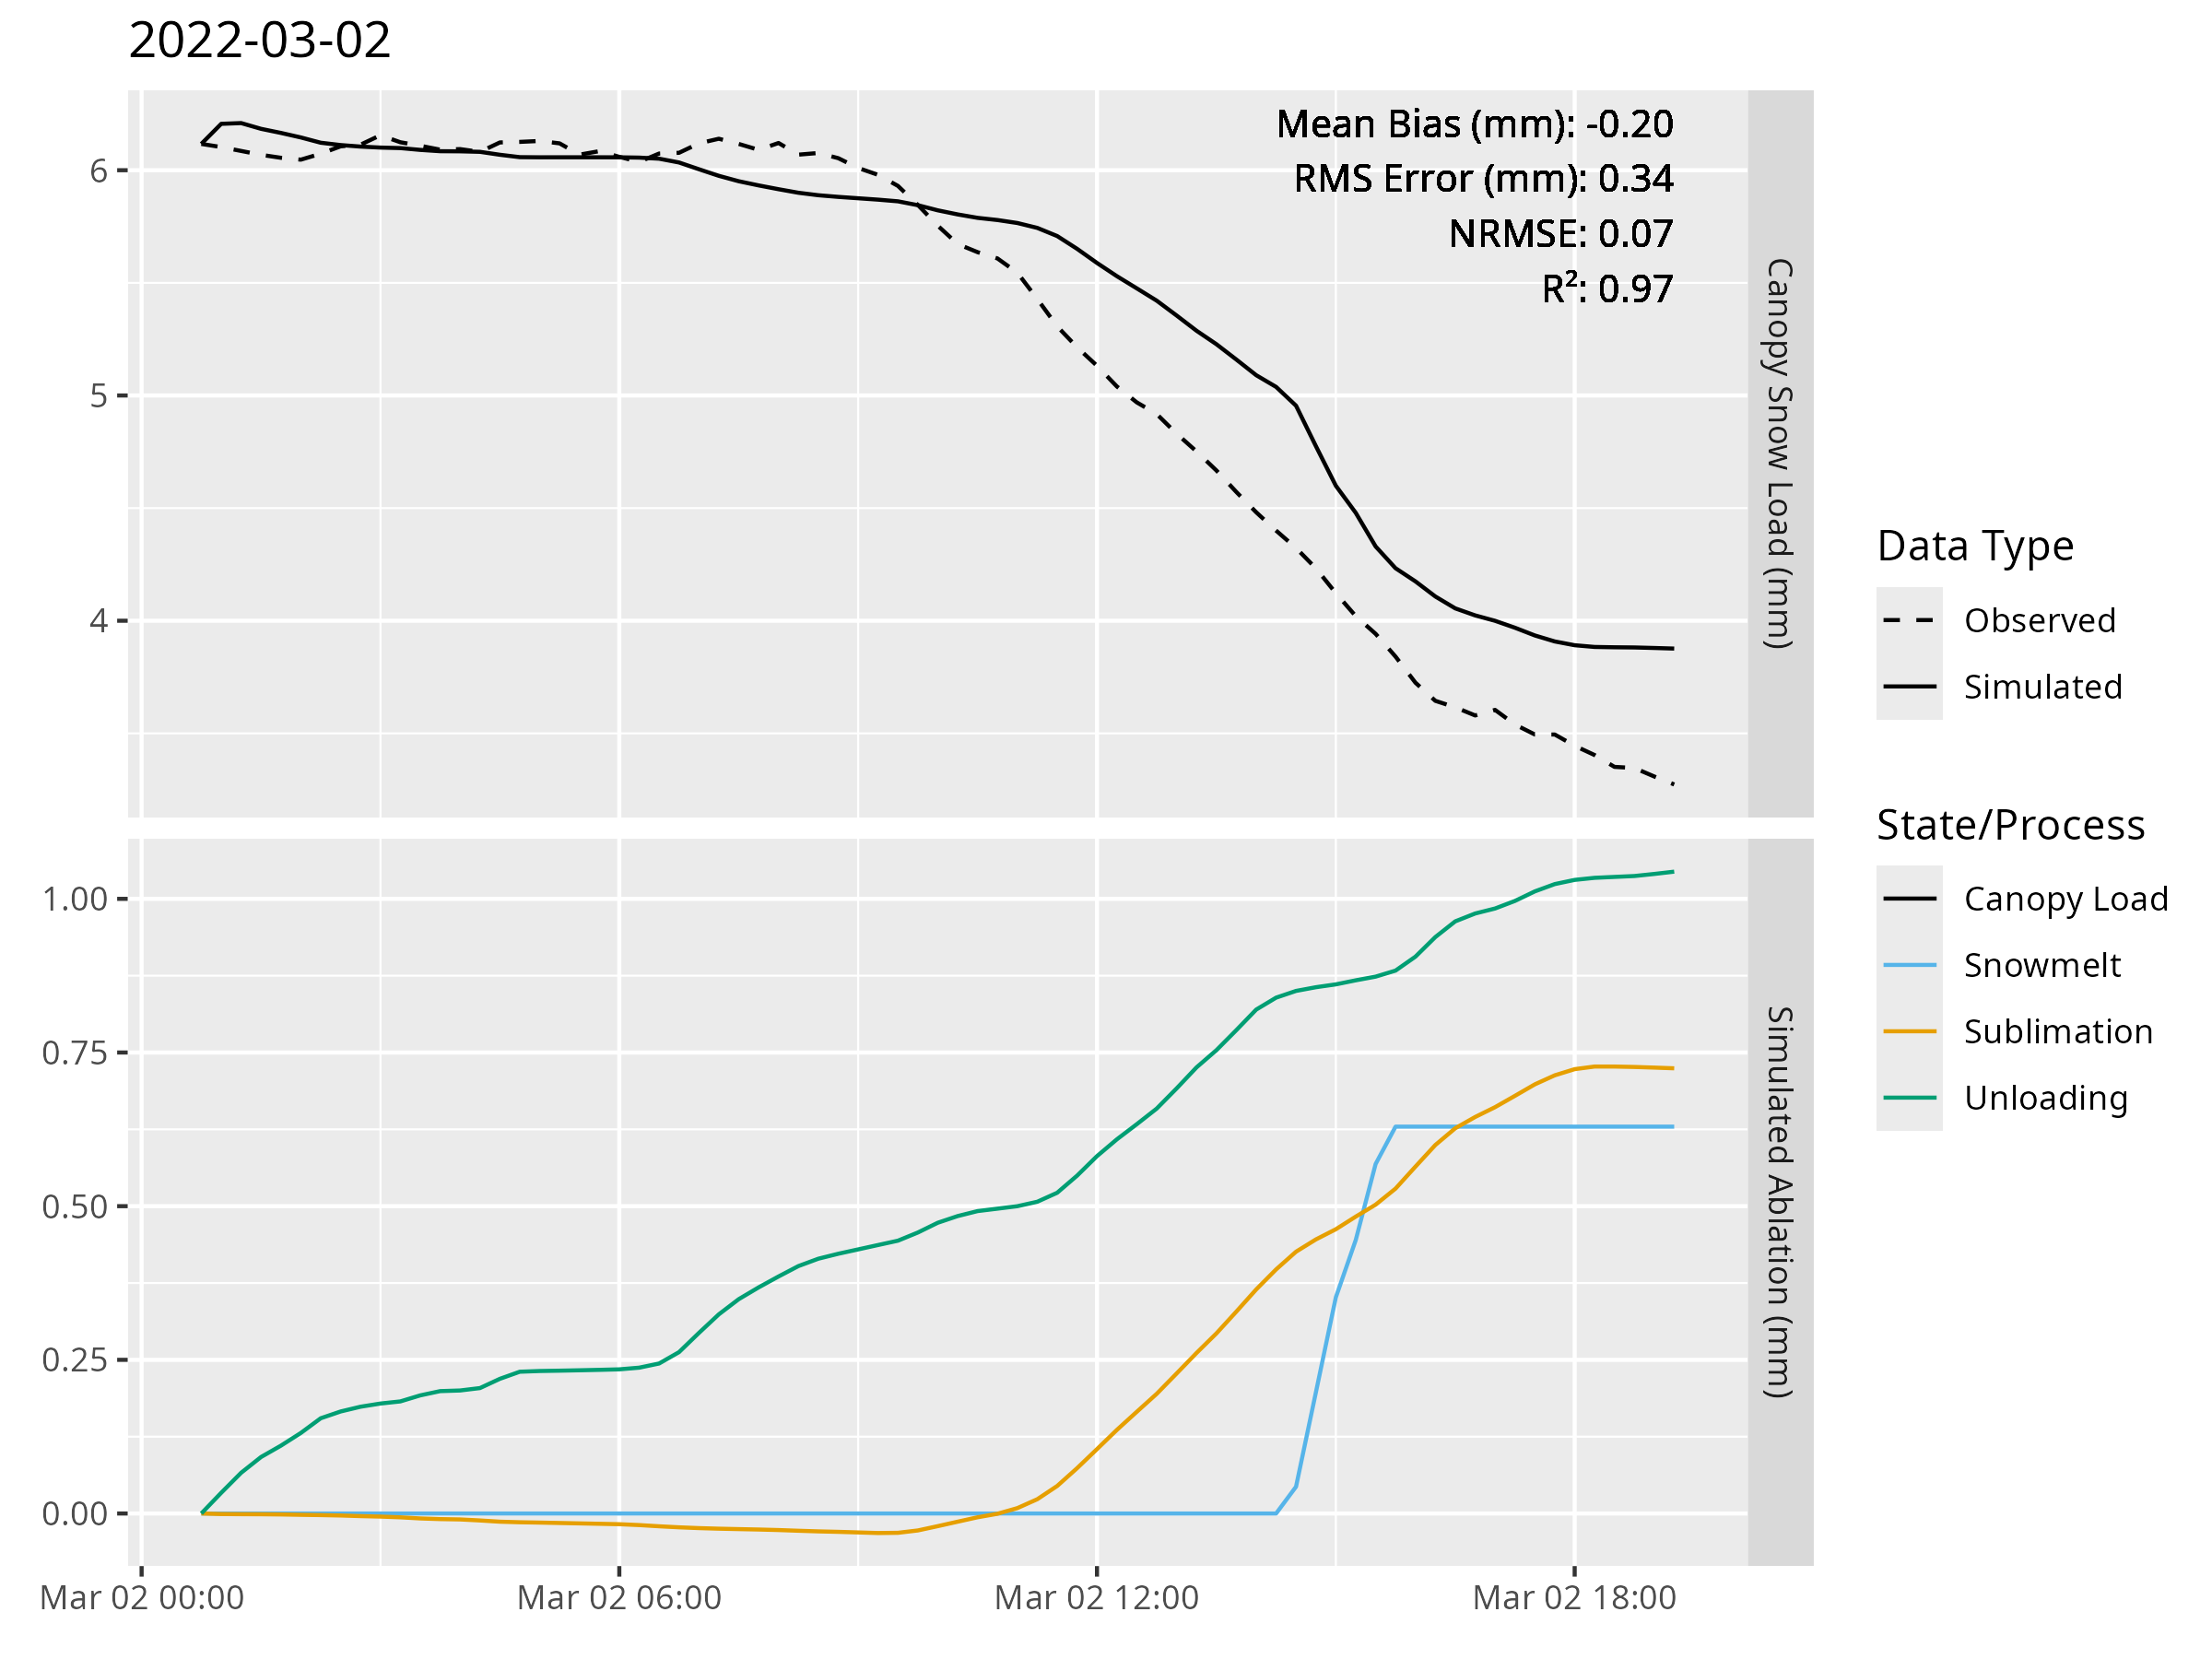 2022-03-02
Mean Bias (mm): -0.20
RMS Error (mm): 0.34
NRMSE: 0.07
R²: 0.97
6
5
4
Canopy Snow Load (mm)
1.00
0.75
0.50
0.25
0.00
Simulated Ablation (mm)
Mar 02 00:00
Mar 02 06:00
Mar 02 12:00
Mar 02 18:00
Data Type
Observed
Simulated
State/Process
Canopy Load
Snowmelt
Sublimation
Unloading